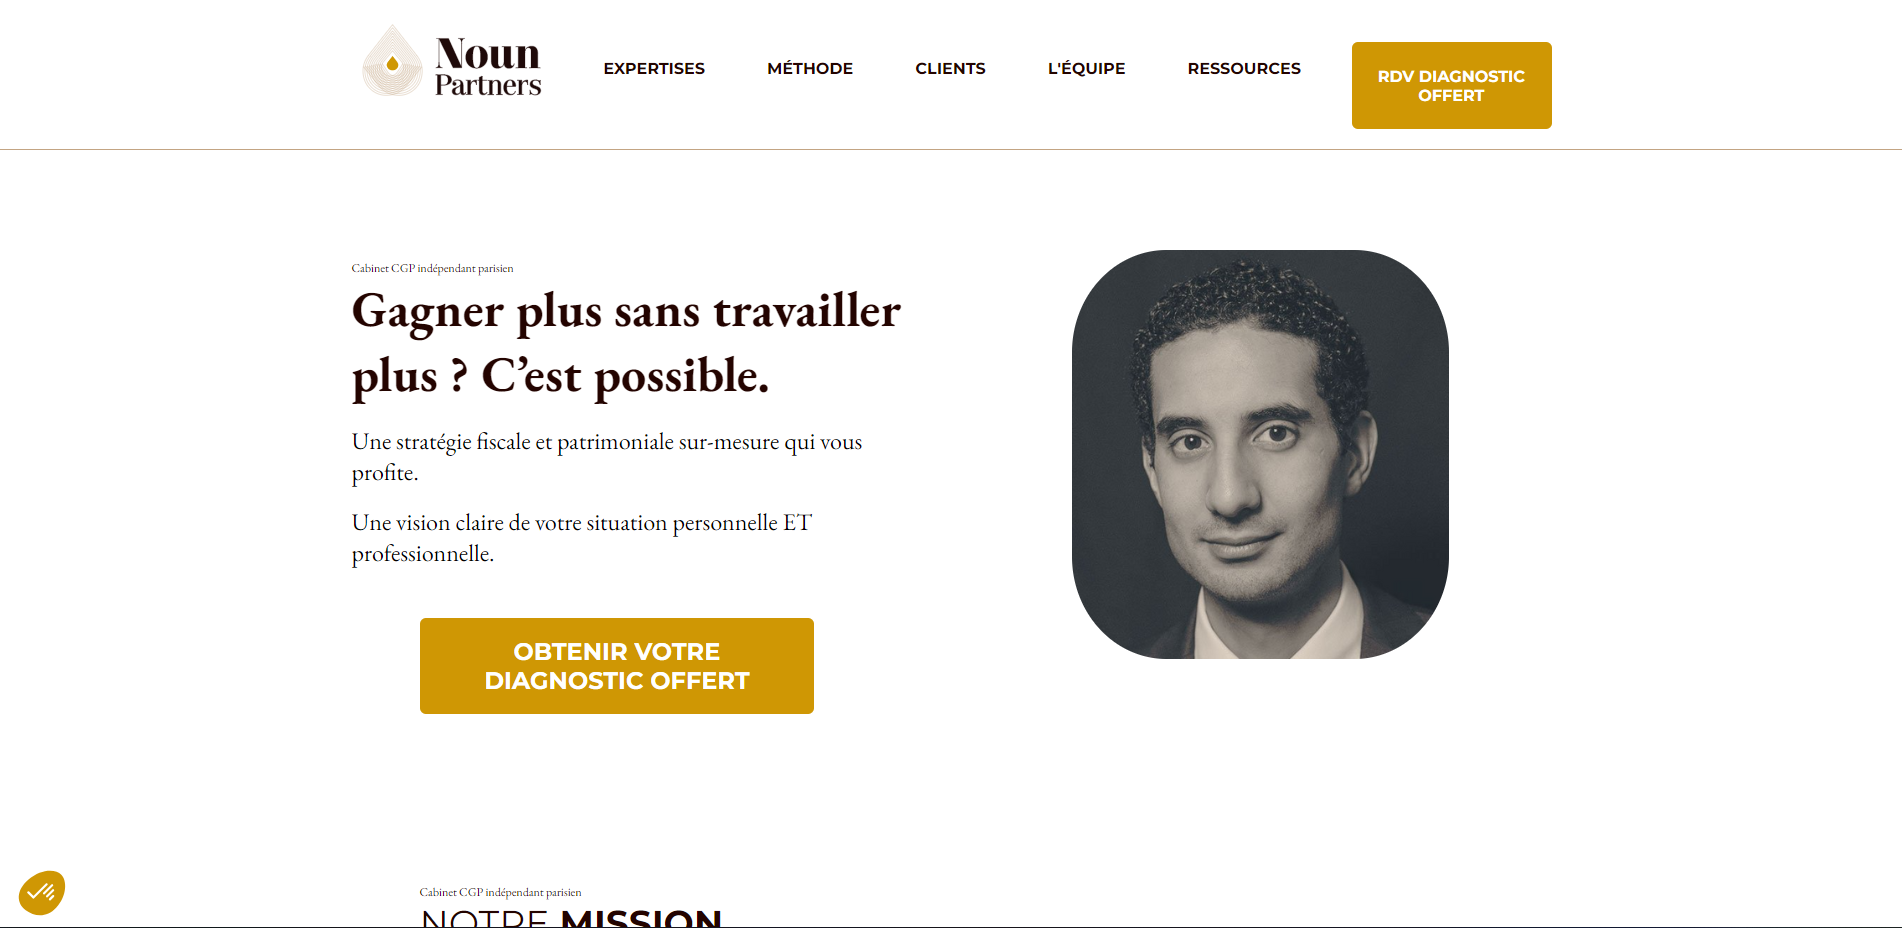 Noun
Partners
EXPERTISES
MÉTHODE
CLIENTS
L'ÉQUIPE
RESSOURCES
RDV DIAGNOSTIC
OFFERT
Cabinet CGP indépendant parisien
Gagner plus sans travailler
plus ? C’est possible.
Une stratégie fiscale et patrimoniale sur-mesure qui vous
profite.
Une vision claire de votre situation personnelle ET
professionnelle.
OBTENIR VOTRE
DIAGNOSTIC OFFERT
Cabinet CGP indépendant parisien
NOTRE MISSION